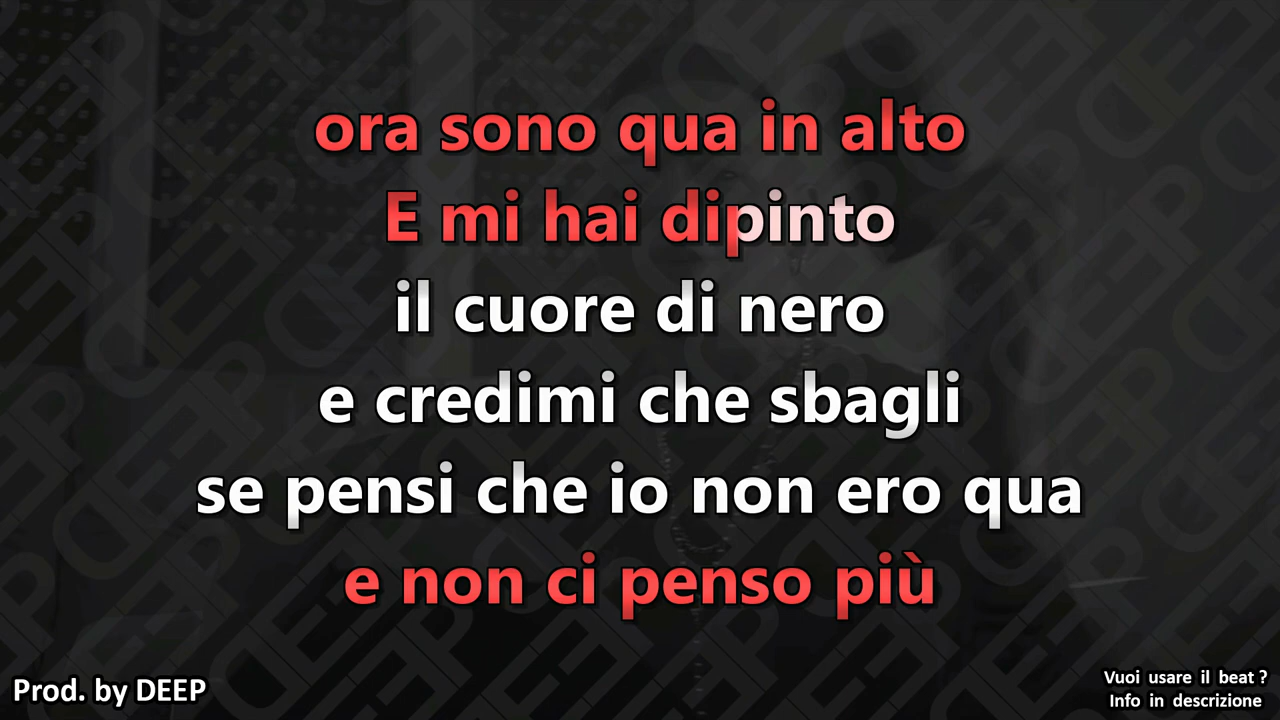 ora sono qua in alto
E mi hai dipinto
il cuore di nero
e credimi che sbagli
se pensi che io non ero qua
e non ci penso più
Prod. by DEEP
Vuoi usare il beat ?
Info in descrizione